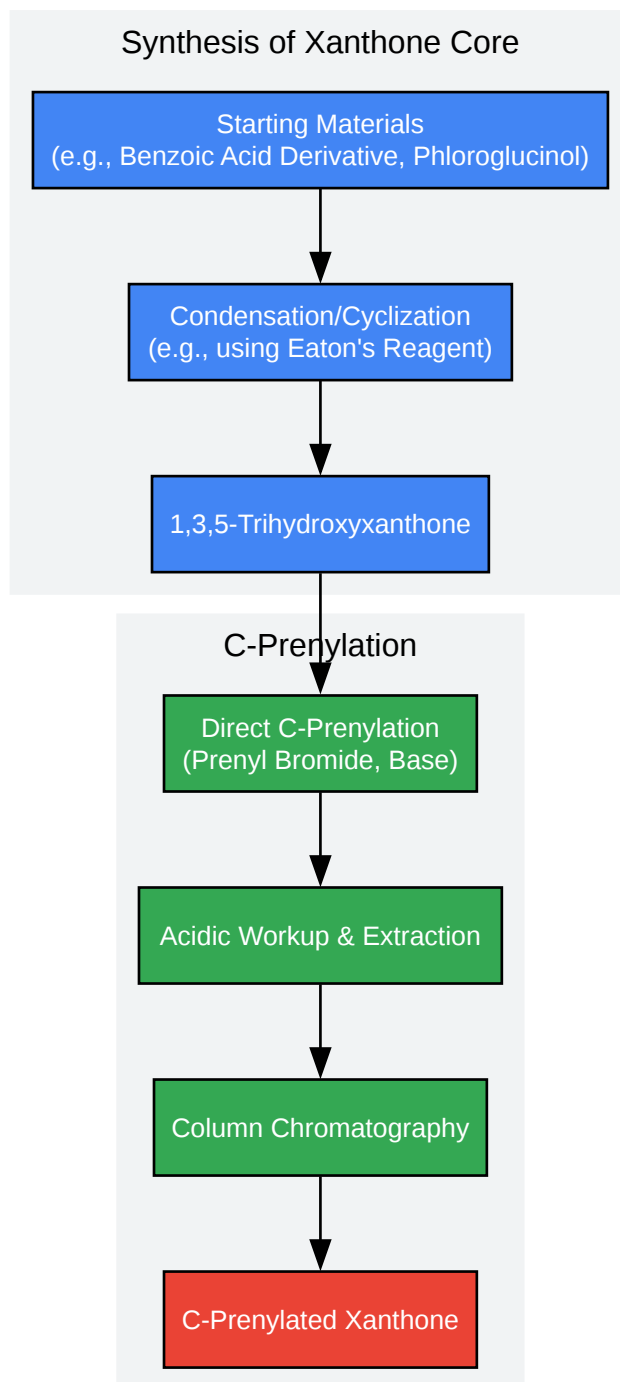 Synthesis of Xanthone Core
Starting Materials
(e.g., Benzoic Acid Derivative, Phloroglucinol)
Condensation/Cyclization
(e.g., using Eaton's Reagent)
1,3,5-Trihydroxyxanthone
C-Prenylation
Direct C-Prenylation
(Prenyl Bromide, Base)
Acidic Workup & Extraction
Column Chromatography
C-Prenylated Xanthone